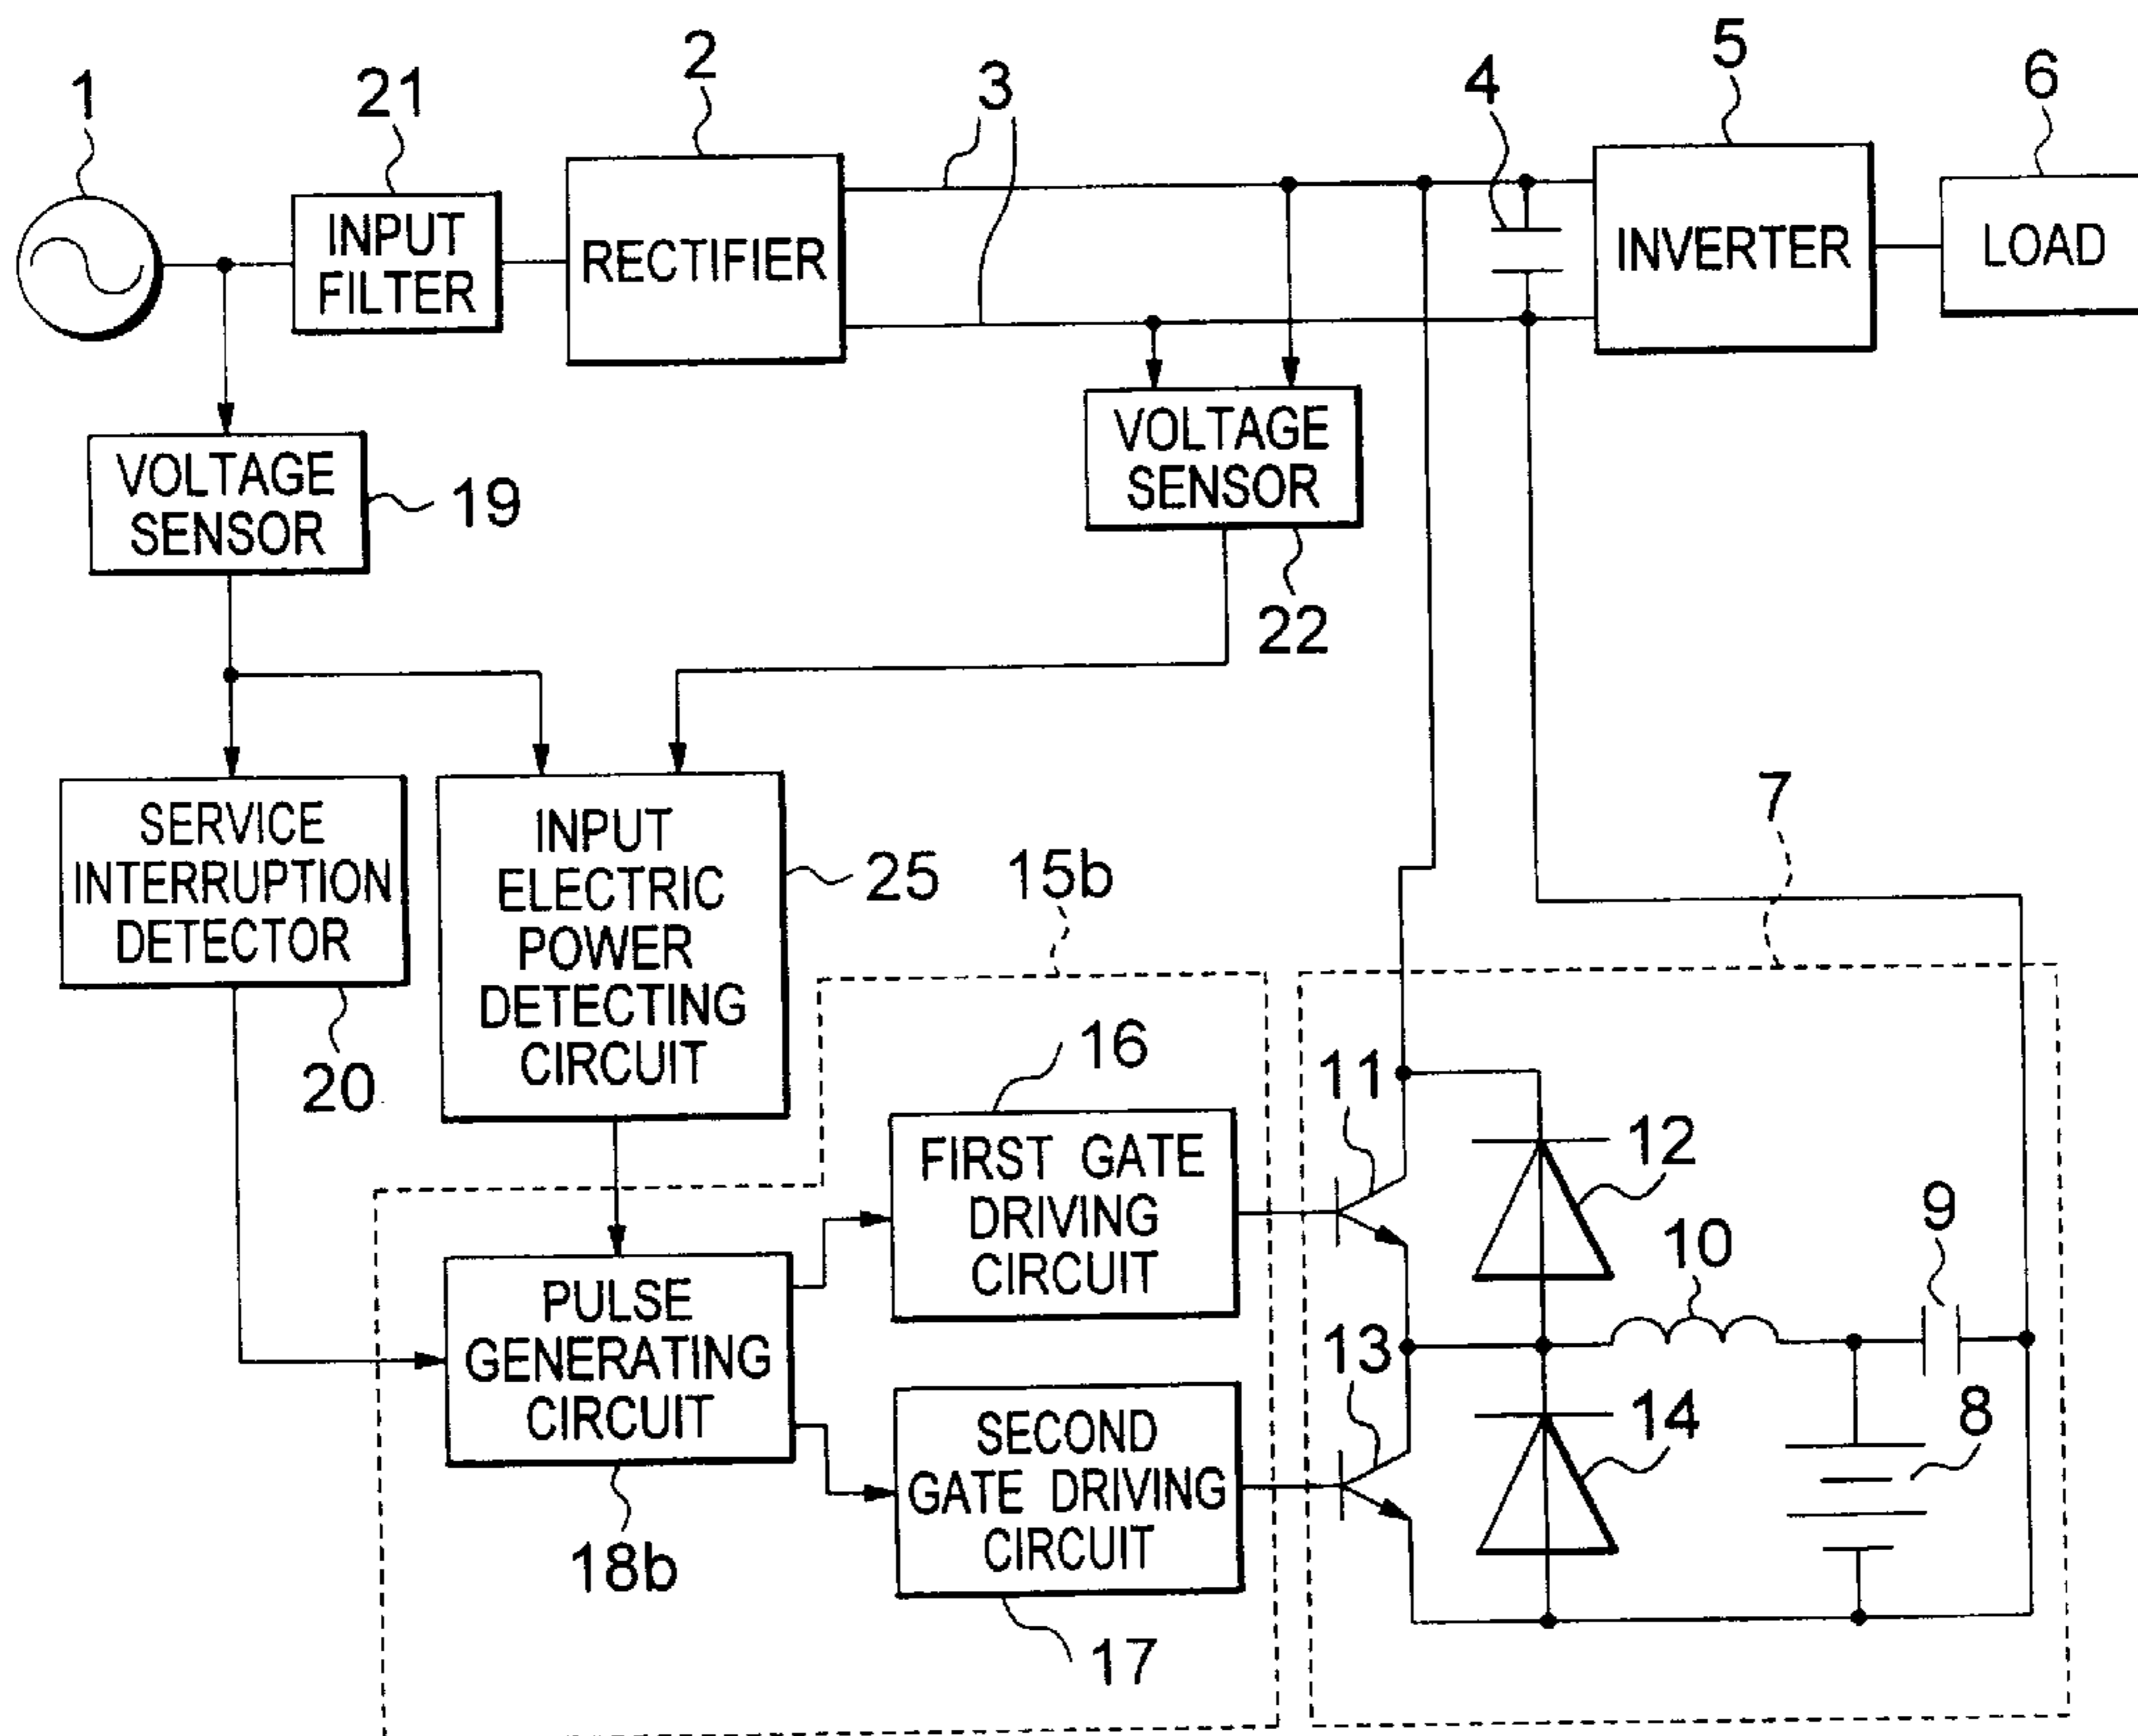 1
21
2
3
4
5
6
INPUT
FILTER
RECTIFIER
INVERTER
LOAD
VOLTAGE
SENSOR
19
VOLTAGE
SENSOR
22
SERVICE
INTERRUPTION
DETECTOR
20
INPUT
ELECTRIC
POWER
DETECTING
CIRCUIT
25
15b
7
16
FIRST GATE
DRIVING
CIRCUIT
11
12
10
9
PULSE
GENERATING
CIRCUIT
18b
13
14
8
SECOND
GATE DRIVING
CIRCUIT
17